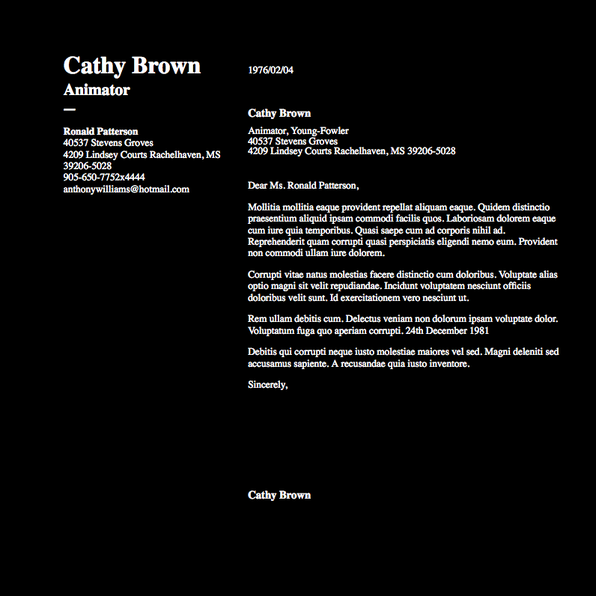 Cathy Brown
Animator
Ronald Patterson
40537 Stevens Groves
4209 Lindsey Courts Rachelhaven, MS
39206-5028
905-650-7752x4444
anthonywilliams@hotmail.com
1976/02/04
Cathy Brown
Animator, Young-Fowler
40537 Stevens Groves
4209 Lindsey Courts Rachelhaven, MS 39206-5028
Dear Ms. Ronald Patterson,
Mollitia mollitia eaque provident repellat aliquam eaque. Quidem distinctio
praesentium aliquid ipsam commodi facilis quos. Laboriosam dolorem eaque
cum iure quia temporibus. Quasi saepe cum ad corporis nihil ad.
Reprehenderit quam corrupti quasi perspiciatis eligendi nemo eum. Provident
non commodi ullam iure dolorem.
Corrupti vitae natus molestias facere distinctio cum doloribus. Voluptate alias
optio magni sit velit repudiandae. Incidunt voluptatem nesciunt officiis
doloribus velit sunt. Id exercitationem vero nesciunt ut.
Rem ullam debitis cum. Delectus veniam non dolorum ipsam voluptate dolor.
Voluptatum fuga quo aperiam corrupti. 24th December 1981
Debitis qui corrupti neque iusto molestiae maiores vel sed. Magni deleniti sed
accusamus sapiente. A recusandae quia iusto inventore.
Sincerely,
Cathy Brown